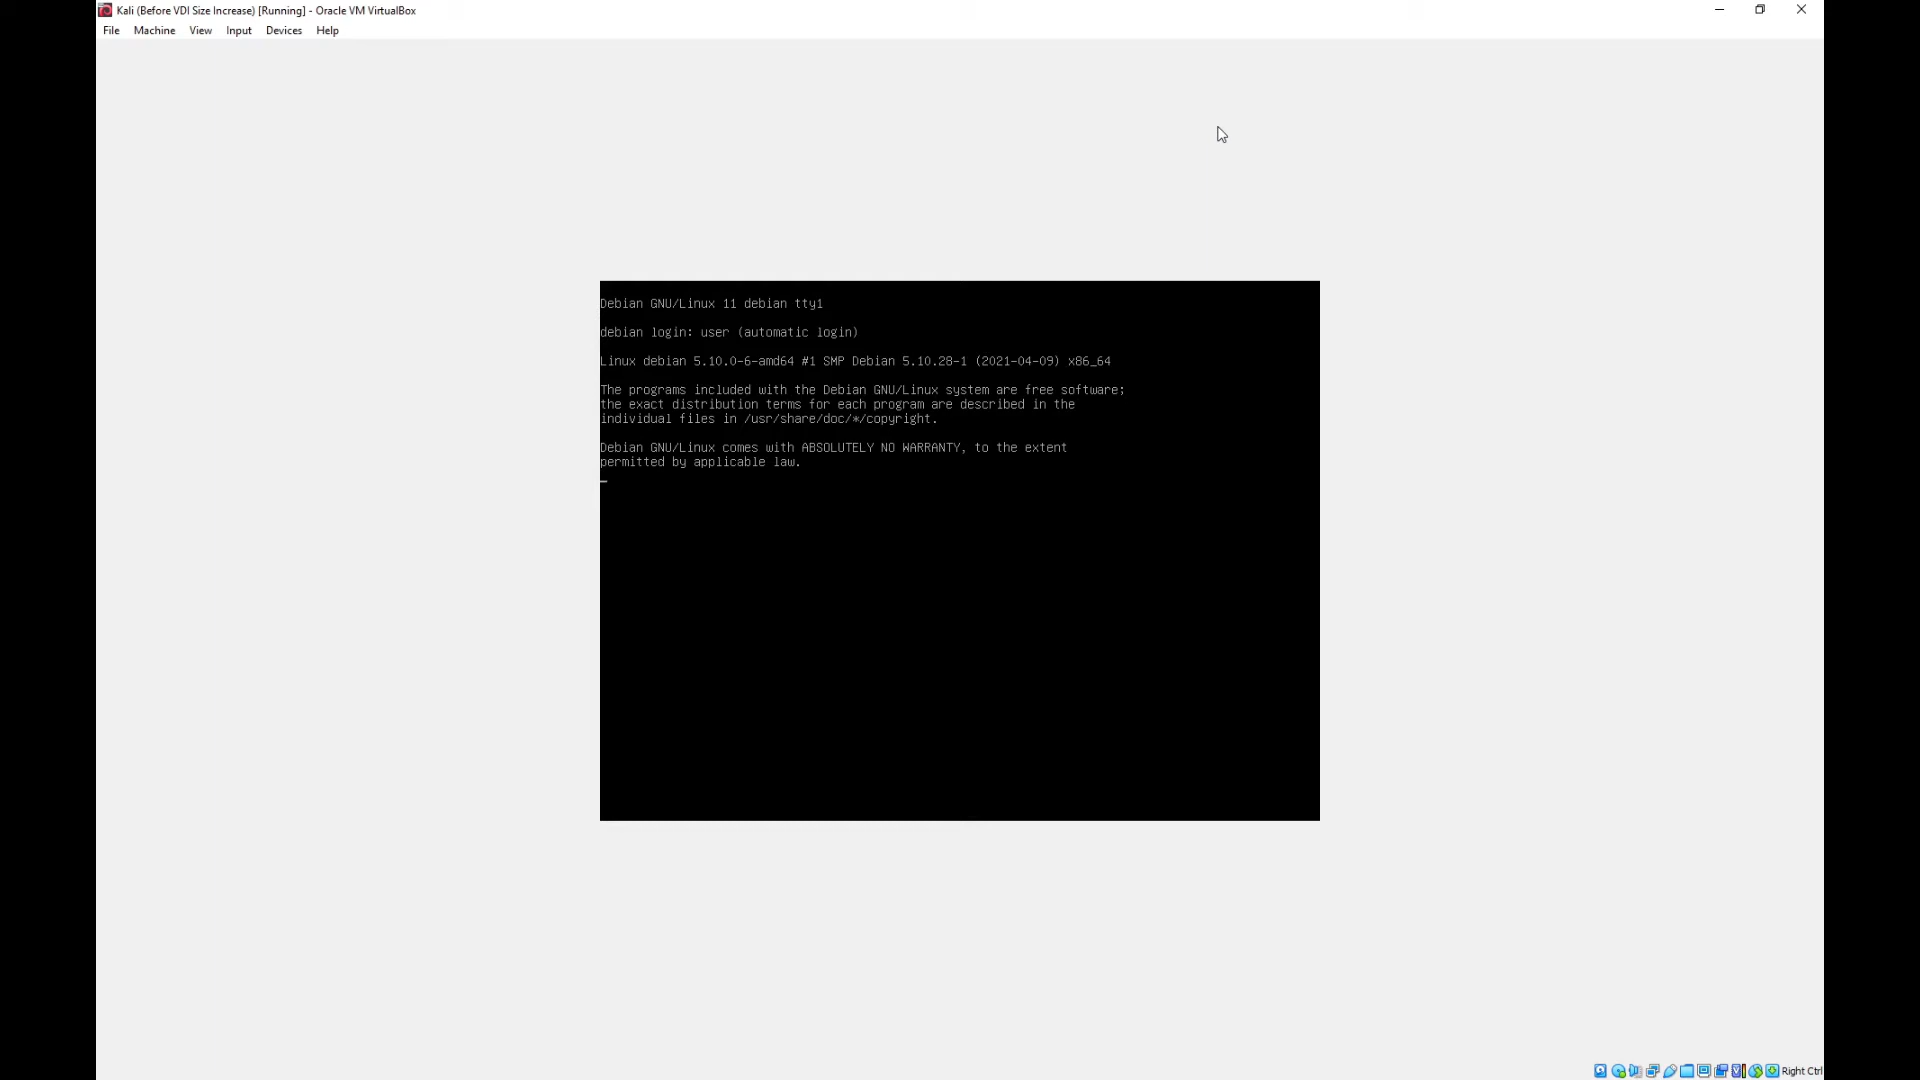 Kali (Before VDI Size Increase) [Running] - Oracle VM VirtualBox
File Machine View Input Devices Help
Debian GNU/Linux 11 debian tty1
debian login: user (automatic login)
Linux debian 5.10.0-6-amd64 #1 SMP Debian 5.10.28-1 (2021-04-09) x86_64
The programs included with the Debian GNU/Linux system are free software;
the exact distribution terms for each program are described in the
individual files in /usr/share/doc/*/copyright.
Debian GNU/Linux comes with ABSOLUTELY NO WARRANTY, to the extent
permitted by applicable law.
Right Ctrl